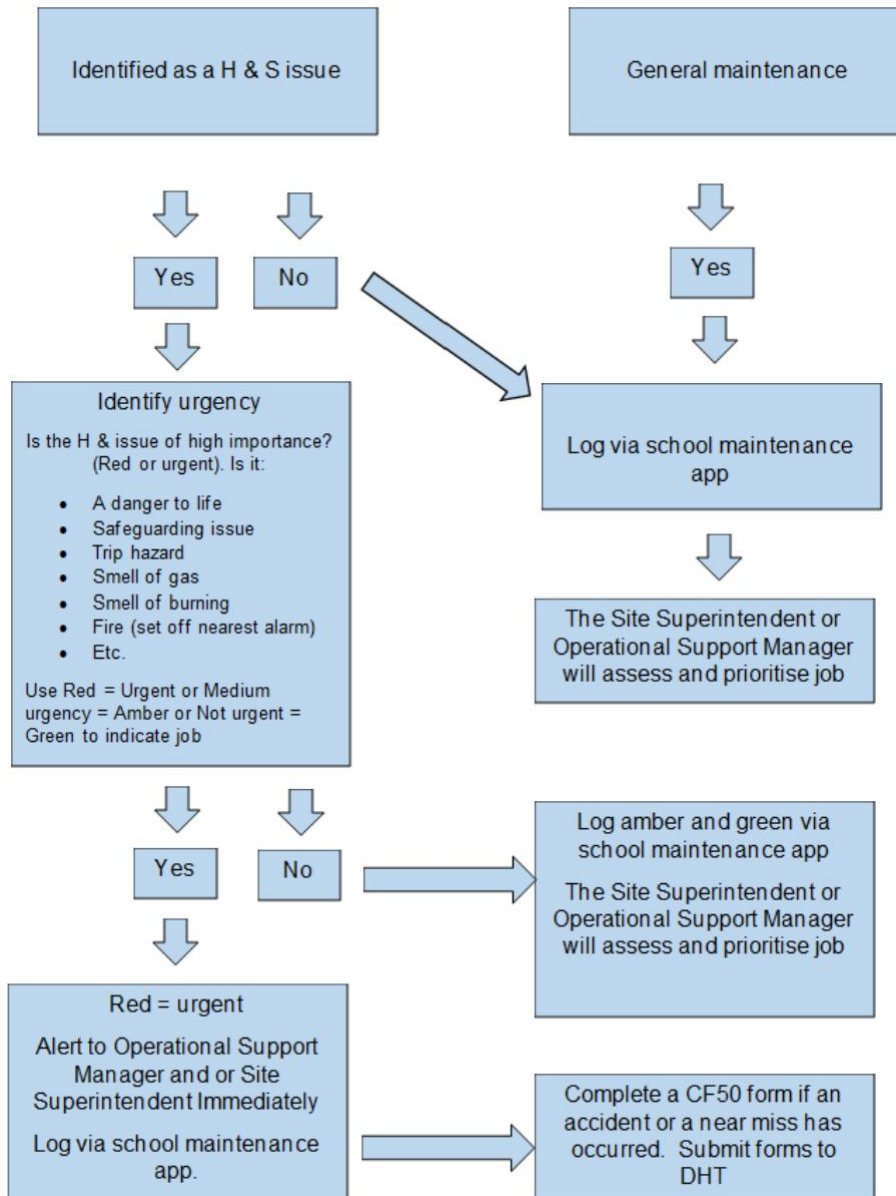 Identified as a H & S issue
General maintenance
Yes
No
Yes
Identify urgency
Is the H & issue of high importance?
(Red or urgent). Is it:
• A danger to life
• Safeguarding issue
• Trip hazard
• Smell of gas
• Smell of burning
• Fire (set off nearest alarm)
• Etc.
Use Red = Urgent or Medium
urgency = Amber or Not urgent =
Green to indicate job
Log via school maintenance
app
The Site Superintendent or
Operational Support Manager
will assess and prioritise job
Yes
No
Log amber and green via
school maintenance app
The Site Superintendent or
Operational Support Manager
will assess and prioritise job
Red = urgent
Alert to Operational Support
Manager and or Site
Superintendent Immediately
Log via school maintenance
app.
Complete a CF50 form if an
accident or a near miss has
occurred. Submit forms to
DHT